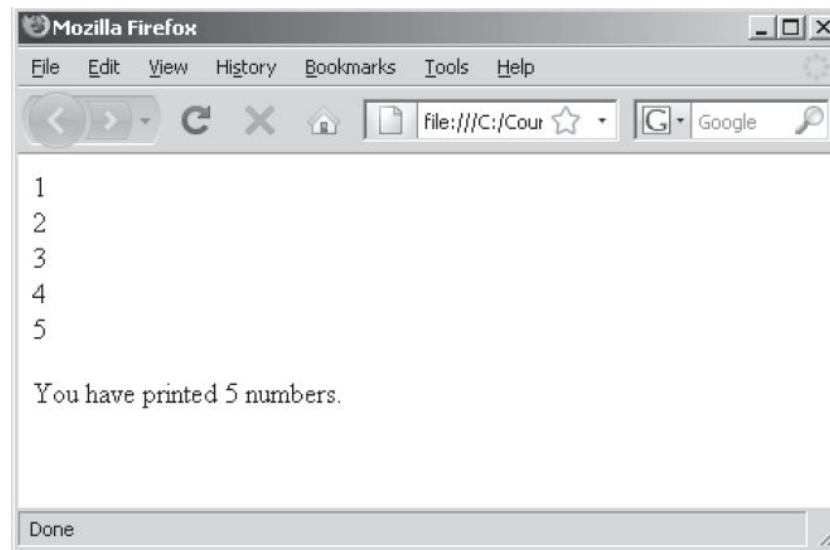 Mozilla Firefox
File Edit View History Bookmarks Tools Help
file:///C:/Cour G Google
1
2
3
4
5
You have printed 5 numbers.
Done